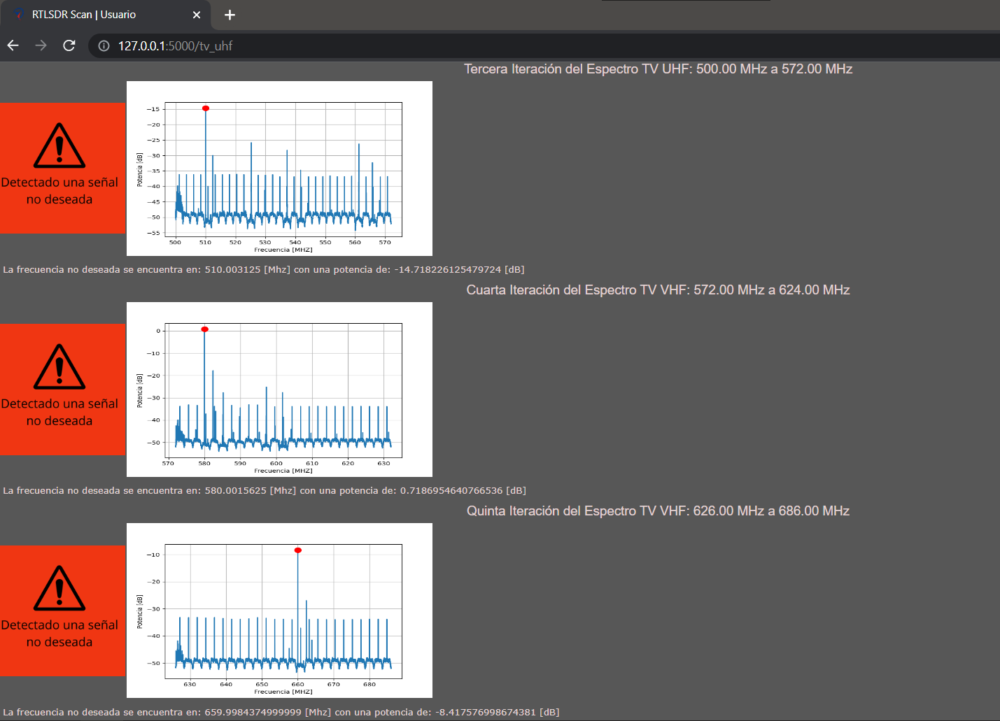 RTLSDR Scan | Usuario
127.0.0.1:5000/tv_uhf
Tercera Iteración del Espectro TV UHF: 500.00 MHz a 572.00 MHz
Detectado una señal
no deseada
Potencia [dB]
−15
−20
−25
−30
−35
−40
−45
−50
−55
500 510 520 530 540 550 560 570
Frecuencia [MHZ]
La frecuencia no deseada se encuentra en: 510.003125 [Mhz] con una potencia de: -14.718226125479724 [dB]
Cuarta Iteración del Espectro TV VHF: 572.00 MHz a 624.00 MHz
Detectado una señal
no deseada
Potencia [dB]
0
−10
−20
−30
−40
−50
570 580 590 600 610 620 630
Frecuencia [MHZ]
La frecuencia no deseada se encuentra en: 580.0015625 [Mhz] con una potencia de: 0.7186954640766536 [dB]
Quinta Iteración del Espectro TV VHF: 626.00 MHz a 686.00 MHz
Detectado una señal
no deseada
Potencia [dB]
−10
−20
−30
−40
−50
630 640 650 660 670 680
Frecuencia [MHZ]
La frecuencia no deseada se encuentra en: 659.9984374999999 [Mhz] con una potencia de: -8.417576998674381 [dB]